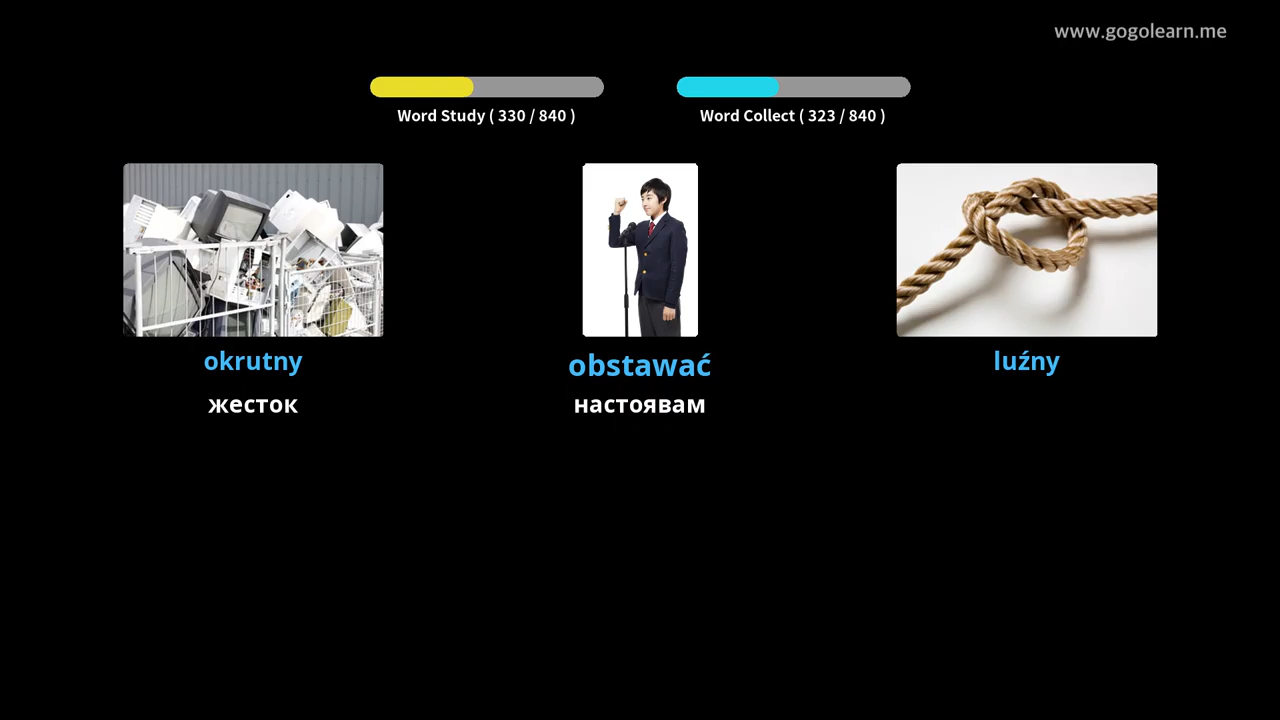 www.gogolearn.me
Word Study ( 330 / 840 )
Word Collect ( 323 / 840 )
okrutny
obstawać
luźny
жесток
настоявам